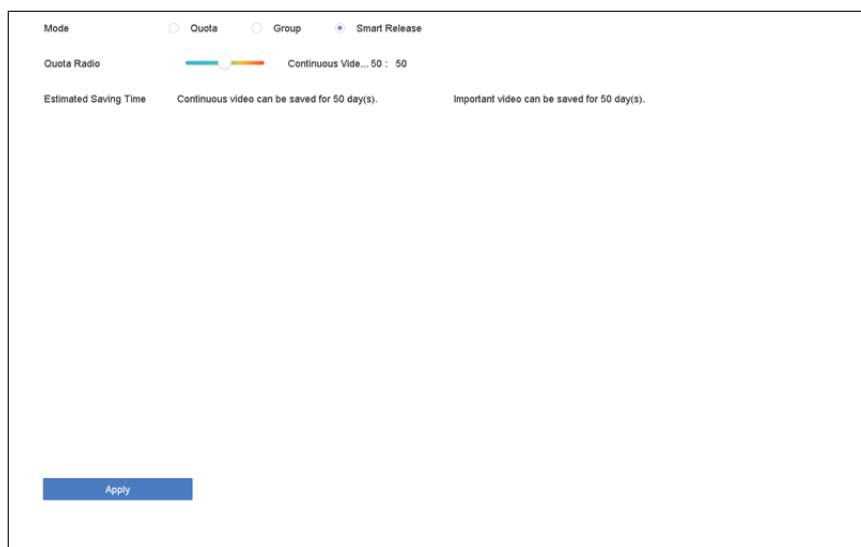 Mode Quota Group Smart Release
Quota Radio Continuous Vide... 50 : 50
Estimated Saving Time Continuous video can be saved for 50 day(s). Important video can be saved for 50 day(s).
Apply